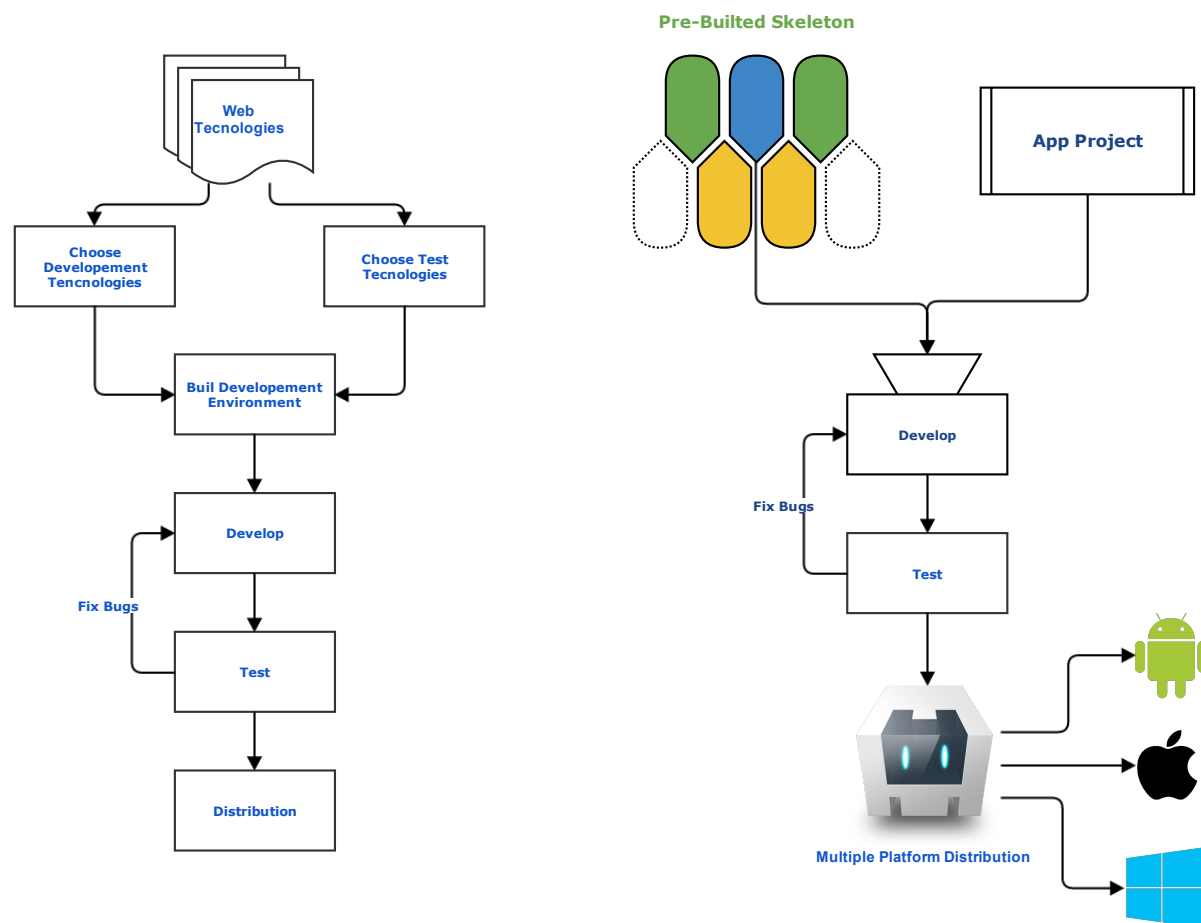 Pre-Builted Skeleton
Web
Tecnologies
App Project
Choose
Developement
Tencnologies
Choose Test
Tecnologies
Buil Developement
Environment
Develop
Fix Bugs
Test
Distribution
Develop
Fix Bugs
Test
Multiple Platform Distribution